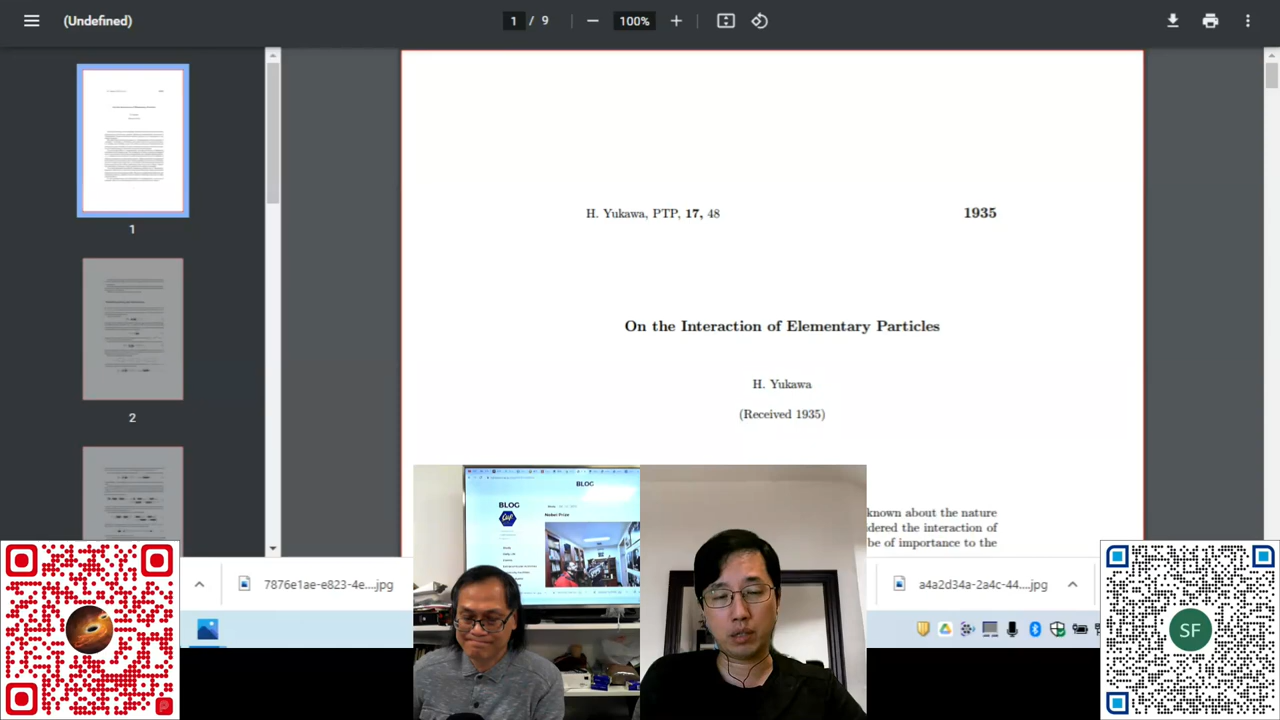 (Undefined)
1 / 9
100%
H. Yukawa, PTP, 17, 48
1935
On the Interaction of Elementary Particles
H. Yukawa
(Received 1935)
known about the nature
dered the interaction of
be of importance to the
1
2
BLOG
BLOG
Nobel Prize
7876e1ae-e823-4e....jpg
a4a2d34a-2a4c-44....jpg
SF